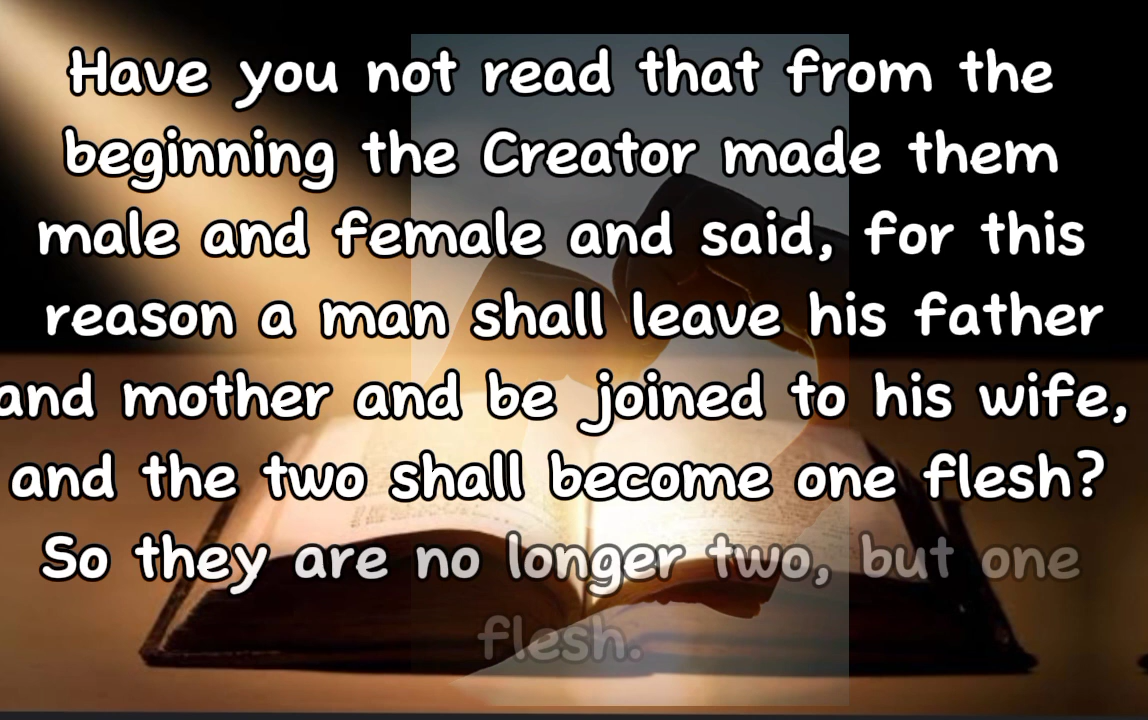 Have you not read that from the
beginning the Creator made them
male and female and said, for this
reason a man shall leave his father
and mother and be joined to his wife,
and the two shall become one flesh?
So they are no longer two, but one
flesh.